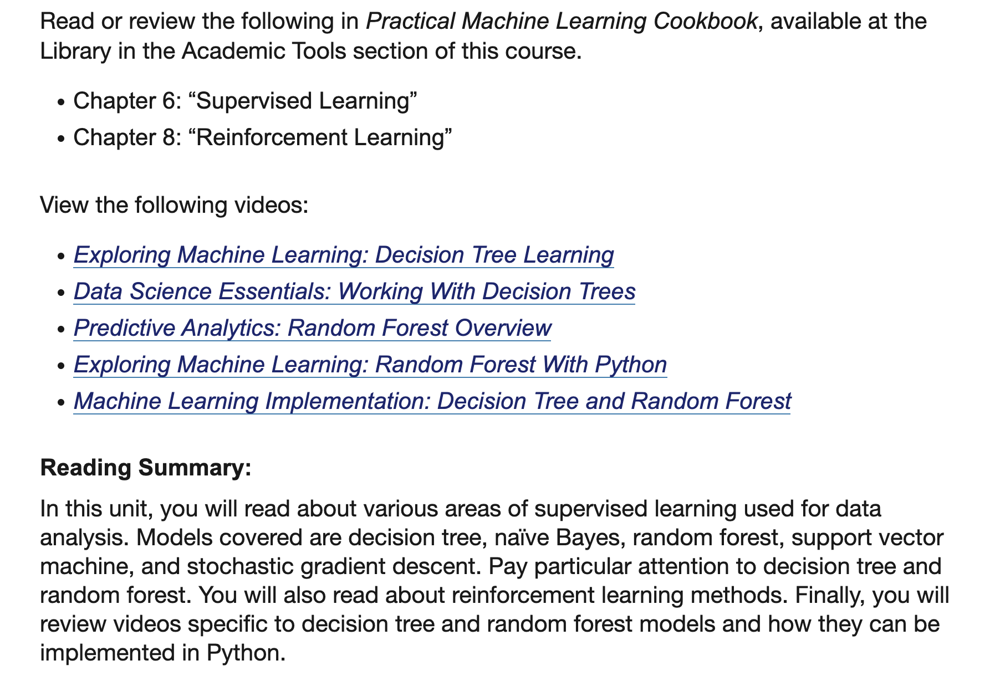 Read or review the following in Practical Machine Learning Cookbook, available at the
Library in the Academic Tools section of this course.
• Chapter 6: “Supervised Learning”
• Chapter 8: “Reinforcement Learning”
View the following videos:
• Exploring Machine Learning: Decision Tree Learning
• Data Science Essentials: Working With Decision Trees
• Predictive Analytics: Random Forest Overview
• Exploring Machine Learning: Random Forest With Python
• Machine Learning Implementation: Decision Tree and Random Forest
Reading Summary:
In this unit, you will read about various areas of supervised learning used for data
analysis. Models covered are decision tree, naïve Bayes, random forest, support vector
machine, and stochastic gradient descent. Pay particular attention to decision tree and
random forest. You will also read about reinforcement learning methods. Finally, you will
review videos specific to decision tree and random forest models and how they can be
implemented in Python.